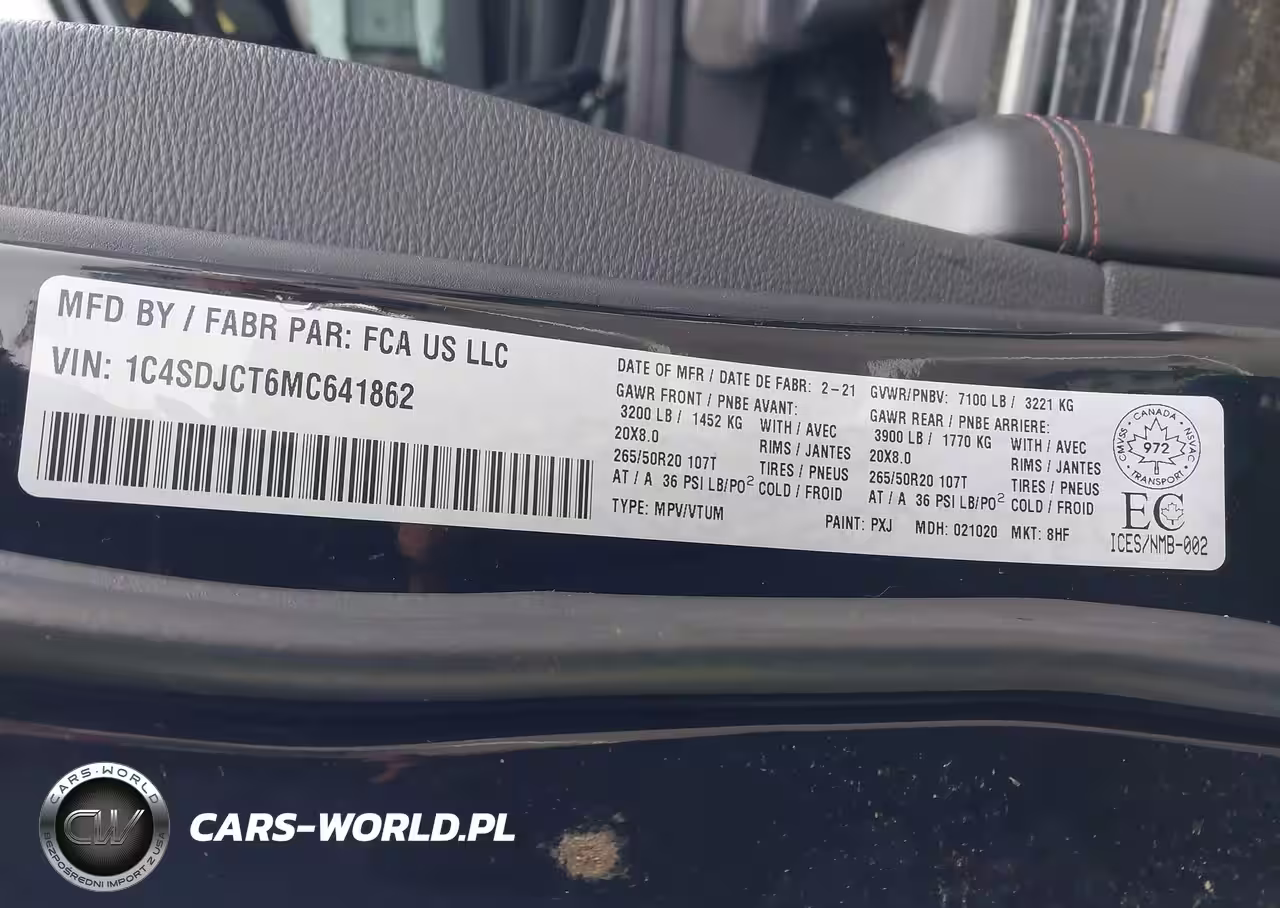 MFD BY / FABR PAR: FCA US LLC
VIN: 1C4SDJCT6MC641862
DATE OF MFR / DATE DE FABR: 2-21
GVWR/PNBV: 7100 LB / 3221 KG
GAWR FRONT / PNBE AVANT:
3200 LB / 1452 KG WITH / AVEC
20X8.0 RIMS / JANTES
265/50R20 107T TIRES / PNEUS
AT / A 36 PSI LB/PO² COLD / FROID
GAWR REAR / PNBE ARRIERE:
3900 LB / 1770 KG WITH / AVEC
20X8.0 RIMS / JANTES
265/50R20 107T TIRES / PNEUS
AT / A 36 PSI LB/PO² COLD / FROID
TYPE: MPV/VTUM
PAINT: PXJ MDH: 021020 MKT: 8HF
CMVSS · CANADA · NSVAC
972
TRANSPORT
EC
ICES/NMB-002
CARS-WORLD
CW
BEZPOŚREDNI IMPORT Z USA
CARS-WORLD.PL